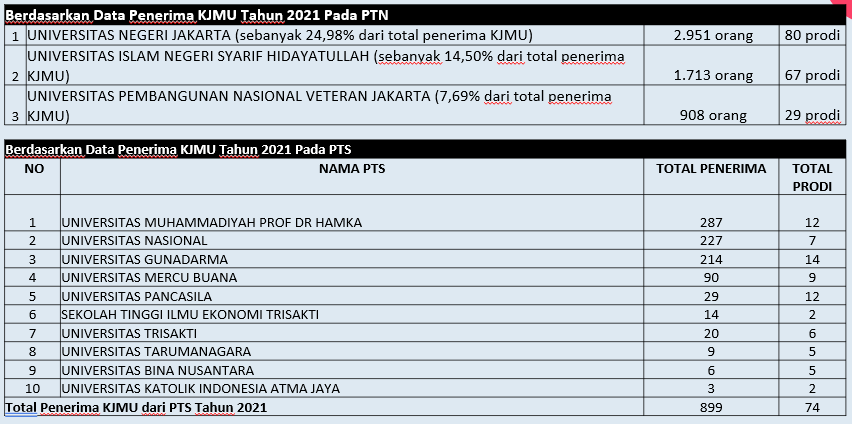 Berdasarkan Data Penerima KJMU Tahun 2021 Pada PTN
1 UNIVERSITAS NEGERI JAKARTA (sebanyak 24,98% dari total penerima KJMU) 2.951 orang 80 prodi
UNIVERSITAS ISLAM NEGERI SYARIF HIDAYATULLAH (sebanyak 14,50% dari total penerima
2 KJMU) 1.713 orang 67 prodi
UNIVERSITAS PEMBANGUNAN NASIONAL VETERAN JAKARTA (7,69% dari total penerima
3 KJMU) 908 orang 29 prodi
Berdasarkan Data Penerima KJMU Tahun 2021 Pada PTS
NO NAMA PTS TOTAL PENERIMA TOTAL
PRODI
1 UNIVERSITAS MUHAMMADIYAH PROF DR HAMKA 287 12
2 UNIVERSITAS NASIONAL 227 7
3 UNIVERSITAS GUNADARMA 214 14
4 UNIVERSITAS MERCU BUANA 90 9
5 UNIVERSITAS PANCASILA 29 12
6 SEKOLAH TINGGI ILMU EKONOMI TRISAKTI 14 2
7 UNIVERSITAS TRISAKTI 20 6
8 UNIVERSITAS TARUMANAGARA 9 5
9 UNIVERSITAS BINA NUSANTARA 6 5
10 UNIVERSITAS KATOLIK INDONESIA ATMA JAYA 3 2
Total Penerima KJMU dari PTS Tahun 2021 899 74